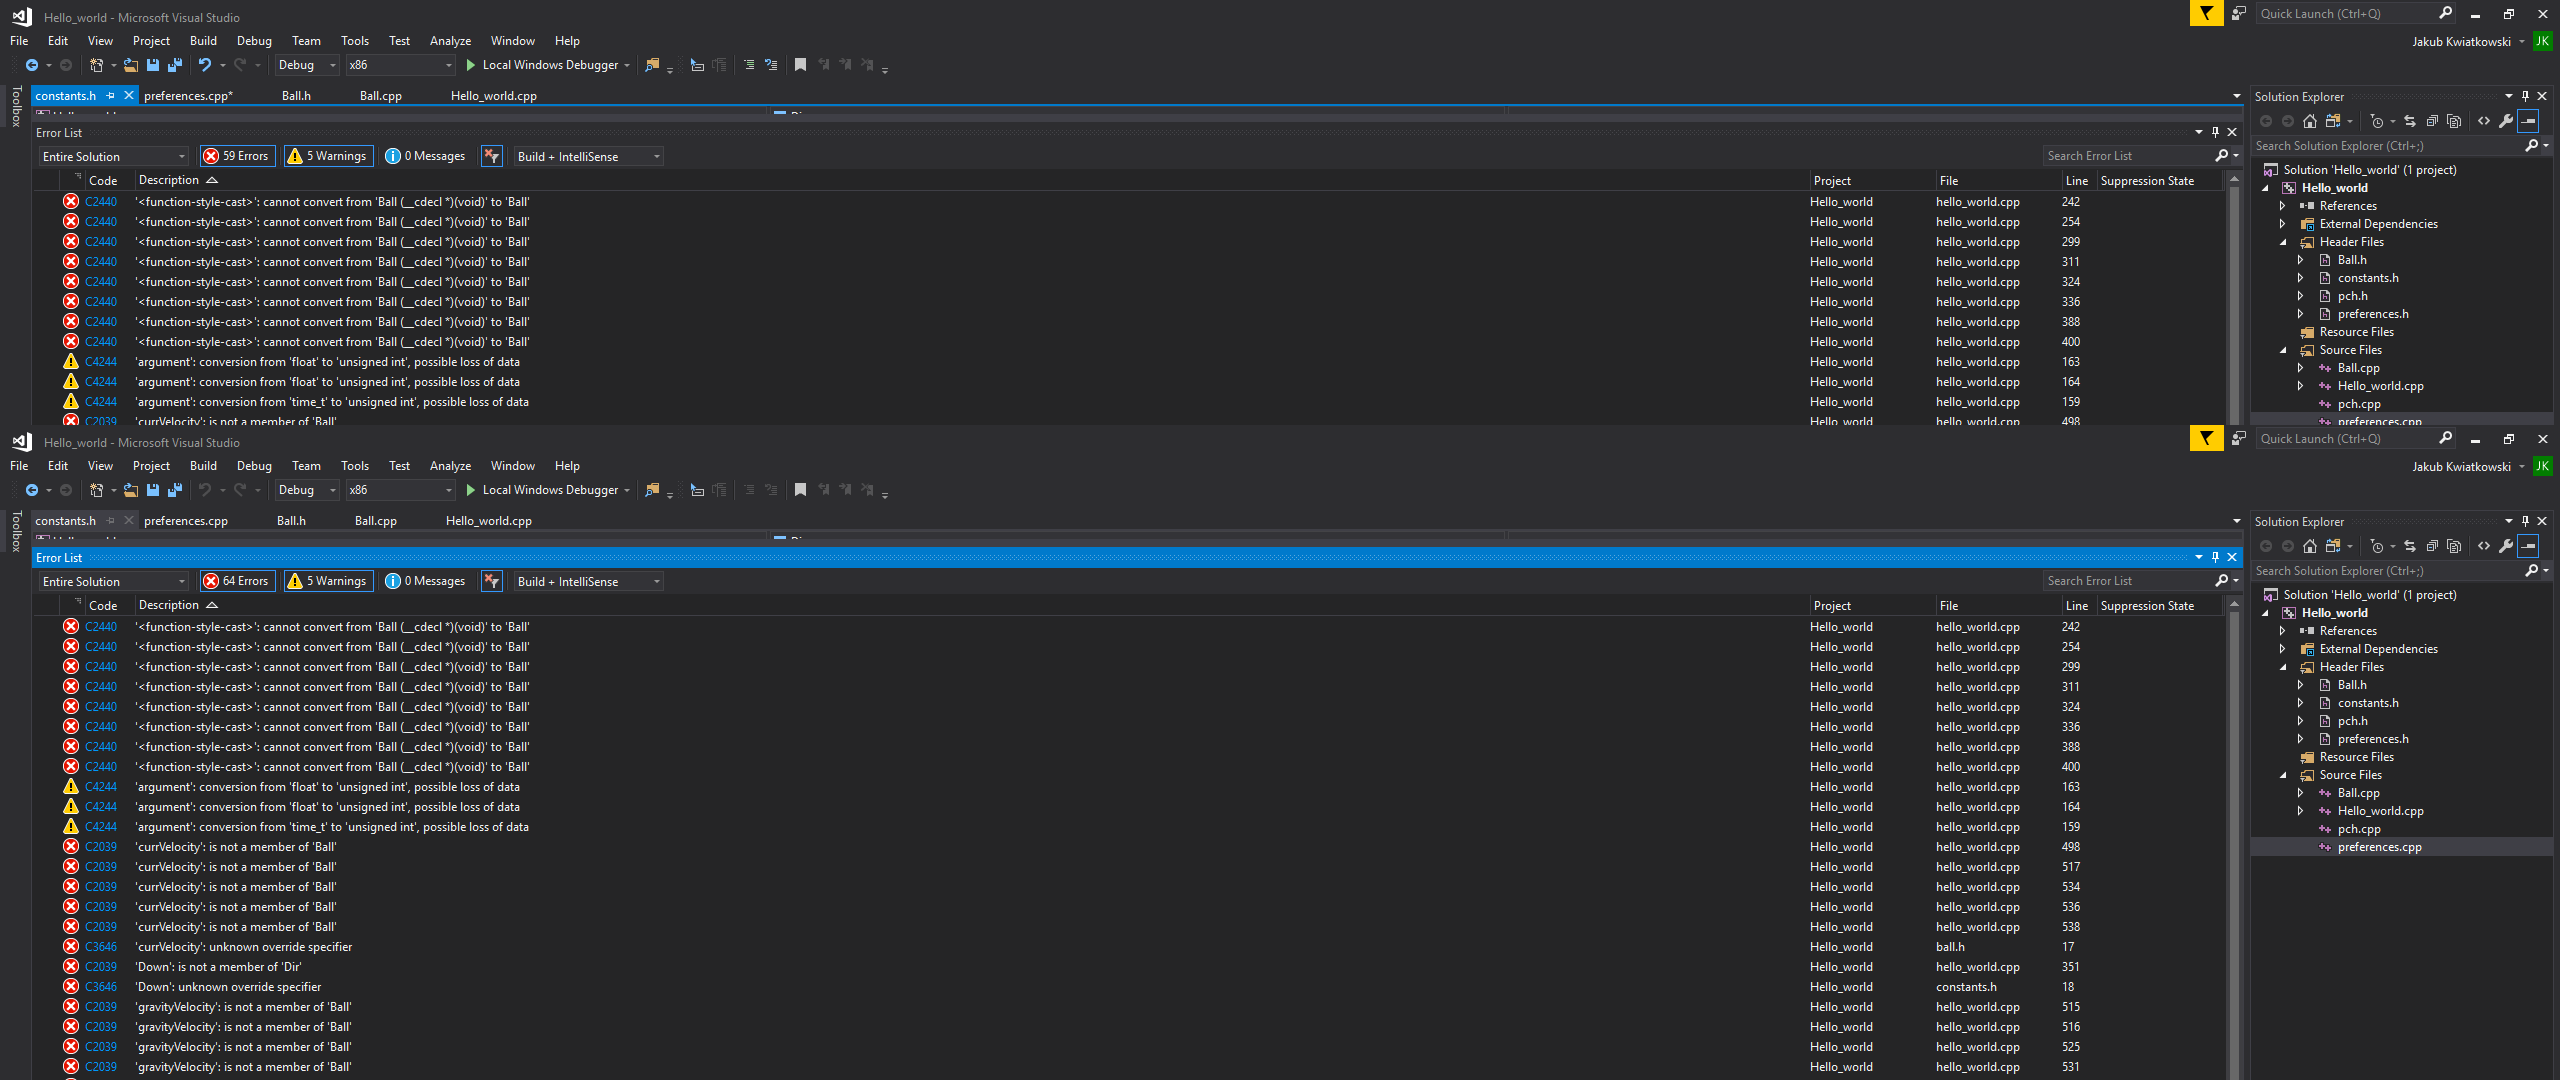 Hello_world - Microsoft Visual Studio
Quick Launch (Ctrl+Q)
File Edit View Project Build Debug Team Tools Test Analyze Window Help
Jakub Kwiatkowski JK
Debug x86 Local Windows Debugger
Toolbox
constants.h preferences.cpp* Ball.h Ball.cpp Hello_world.cpp
Solution Explorer
Error List
Entire Solution 59 Errors 5 Warnings 0 Messages Build + IntelliSense Search Error List
Search Solution Explorer (Ctrl+;)
Code Description Project File Line Suppression State
C2440 '<function-style-cast>': cannot convert from 'Ball (__cdecl *)(void)' to 'Ball' Hello_world hello_world.cpp 242
C2440 '<function-style-cast>': cannot convert from 'Ball (__cdecl *)(void)' to 'Ball' Hello_world hello_world.cpp 254
C2440 '<function-style-cast>': cannot convert from 'Ball (__cdecl *)(void)' to 'Ball' Hello_world hello_world.cpp 299
C2440 '<function-style-cast>': cannot convert from 'Ball (__cdecl *)(void)' to 'Ball' Hello_world hello_world.cpp 311
C2440 '<function-style-cast>': cannot convert from 'Ball (__cdecl *)(void)' to 'Ball' Hello_world hello_world.cpp 324
C2440 '<function-style-cast>': cannot convert from 'Ball (__cdecl *)(void)' to 'Ball' Hello_world hello_world.cpp 336
C2440 '<function-style-cast>': cannot convert from 'Ball (__cdecl *)(void)' to 'Ball' Hello_world hello_world.cpp 388
C2440 '<function-style-cast>': cannot convert from 'Ball (__cdecl *)(void)' to 'Ball' Hello_world hello_world.cpp 400
C4244 'argument': conversion from 'float' to 'unsigned int', possible loss of data Hello_world hello_world.cpp 163
C4244 'argument': conversion from 'float' to 'unsigned int', possible loss of data Hello_world hello_world.cpp 164
C4244 'argument': conversion from 'time_t' to 'unsigned int', possible loss of data Hello_world hello_world.cpp 159
C2039 'currVelocity': is not a member of 'Ball' Hello_world hello_world.cpp 498
Solution 'Hello_world' (1 project)
Hello_world
References
External Dependencies
Header Files
Ball.h
constants.h
pch.h
preferences.h
Resource Files
Source Files
Ball.cpp
Hello_world.cpp
pch.cpp
preferences.cpp
Hello_world - Microsoft Visual Studio
Quick Launch (Ctrl+Q)
File Edit View Project Build Debug Team Tools Test Analyze Window Help
Jakub Kwiatkowski JK
Debug x86 Local Windows Debugger
Toolbox
constants.h preferences.cpp Ball.h Ball.cpp Hello_world.cpp
Solution Explorer
Error List
Entire Solution 64 Errors 5 Warnings 0 Messages Build + IntelliSense Search Error List
Search Solution Explorer (Ctrl+;)
Code Description Project File Line Suppression State
C2440 '<function-style-cast>': cannot convert from 'Ball (__cdecl *)(void)' to 'Ball' Hello_world hello_world.cpp 242
C2440 '<function-style-cast>': cannot convert from 'Ball (__cdecl *)(void)' to 'Ball' Hello_world hello_world.cpp 254
C2440 '<function-style-cast>': cannot convert from 'Ball (__cdecl *)(void)' to 'Ball' Hello_world hello_world.cpp 299
C2440 '<function-style-cast>': cannot convert from 'Ball (__cdecl *)(void)' to 'Ball' Hello_world hello_world.cpp 311
C2440 '<function-style-cast>': cannot convert from 'Ball (__cdecl *)(void)' to 'Ball' Hello_world hello_world.cpp 324
C2440 '<function-style-cast>': cannot convert from 'Ball (__cdecl *)(void)' to 'Ball' Hello_world hello_world.cpp 336
C2440 '<function-style-cast>': cannot convert from 'Ball (__cdecl *)(void)' to 'Ball' Hello_world hello_world.cpp 388
C2440 '<function-style-cast>': cannot convert from 'Ball (__cdecl *)(void)' to 'Ball' Hello_world hello_world.cpp 400
C4244 'argument': conversion from 'float' to 'unsigned int', possible loss of data Hello_world hello_world.cpp 163
C4244 'argument': conversion from 'float' to 'unsigned int', possible loss of data Hello_world hello_world.cpp 164
C4244 'argument': conversion from 'time_t' to 'unsigned int', possible loss of data Hello_world hello_world.cpp 159
C2039 'currVelocity': is not a member of 'Ball' Hello_world hello_world.cpp 498
C2039 'currVelocity': is not a member of 'Ball' Hello_world hello_world.cpp 517
C2039 'currVelocity': is not a member of 'Ball' Hello_world hello_world.cpp 534
C2039 'currVelocity': is not a member of 'Ball' Hello_world hello_world.cpp 536
C2039 'currVelocity': is not a member of 'Ball' Hello_world hello_world.cpp 538
C3646 'currVelocity': unknown override specifier Hello_world ball.h 17
C2039 'Down': is not a member of 'Dir' Hello_world hello_world.cpp 351
C3646 'Down': unknown override specifier Hello_world constants.h 18
C2039 'gravityVelocity': is not a member of 'Ball' Hello_world hello_world.cpp 515
C2039 'gravityVelocity': is not a member of 'Ball' Hello_world hello_world.cpp 516
C2039 'gravityVelocity': is not a member of 'Ball' Hello_world hello_world.cpp 525
C2039 'gravityVelocity': is not a member of 'Ball' Hello_world hello_world.cpp 531
Solution 'Hello_world' (1 project)
Hello_world
References
External Dependencies
Header Files
Ball.h
constants.h
pch.h
preferences.h
Resource Files
Source Files
Ball.cpp
Hello_world.cpp
pch.cpp
preferences.cpp